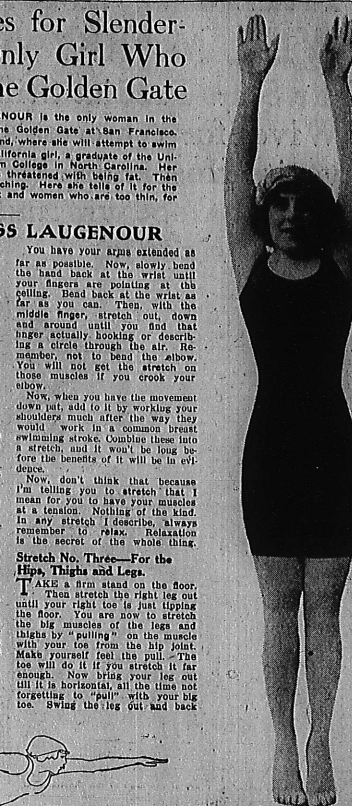 es for Slender-
nly Girl Who
he Golden Gate
ENOUR is the only woman in the
he Golden Gate at San Francisco.
nd, where she will attempt to swim
lifornia girl, a graduate of the Uni-
m College in North Carolina. Her
threatened with being fat. Then
ching. Here she tells of it for the
and women who are too thin, for
GS LAUGENOUR
You have your arms extended as
far as possible. Now, slowly bend
the hand back at the wrist until
your fingers are pointing at the
ceiling. Bend back at the wrist as
far as you can. Then, with the
middle finger, stretch out, down
and around until you find that
finger actually hooking or describ-
ing a circle through the air. Re-
member, not to bend the elbow.
You will not get the stretch on
those muscles if you crook your
elbow.
Now, when you have the movement
down pat, add to it by working your
shoulders much after the way they
would work in a common breast
swimming stroke. Combine these into
a stretch, and it won't be long be-
fore the benefits of it will be in evi-
dence.
Now, don't think that because
I'm telling you to stretch that I
mean for you to have your muscles
at a tension. Nothing of the kind.
In any stretch I describe, always
remember to relax. Relaxation
is the secret of the whole thing.
Stretch No. Three—For the
Hips, Thighs and Legs.
TAKE a firm stand on the floor.
Then stretch the right leg out
until your right toe is just tipping
the floor. You are now to stretch
the big muscles of the legs and
thighs by "pulling" on the muscle
with your toe from the hip joint.
Make yourself feel the pull. The
toe will do it if you stretch it far
enough. Now bring your leg out
till it is horizontal, all the time not
forgetting to "pull" with your big
toe. Swing the leg out and back